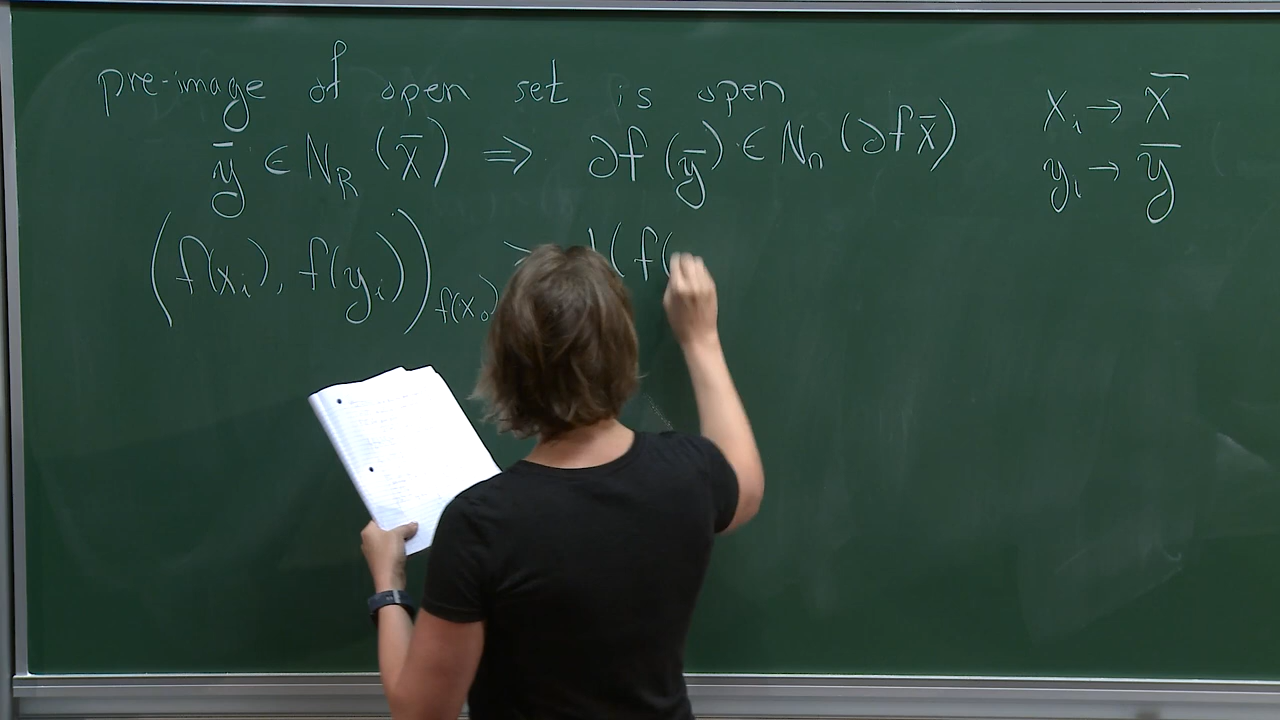 pre-image of open set is open
x_i → x̄
ȳ ∈ N_R (x̄) ⇒ ∂f(ȳ) ∈ N_n (∂f x̄)
y_i → ȳ
(f(x_i), f(y_i))_{f(x_0)} ≥ d(f(